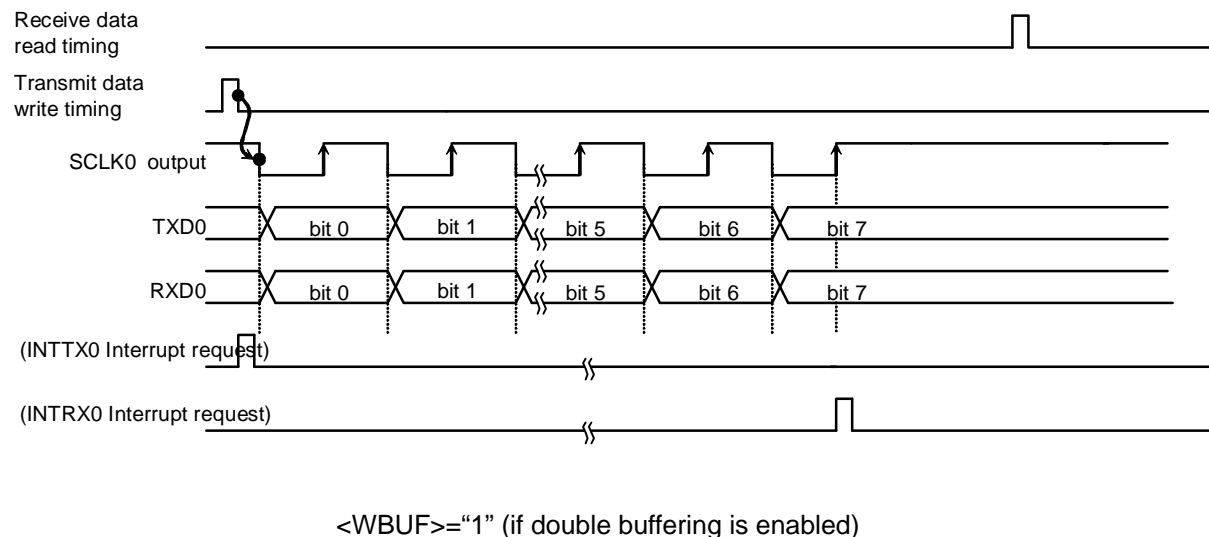 Receive data
read timing
Transmit data
write timing
SCLK0 output
TXD0
bit 0 bit 1 bit 5 bit 6 bit 7
RXD0
bit 0 bit 1 bit 5 bit 6 bit 7
(INTTX0 Interrupt request)
(INTRX0 Interrupt request)
<WBUF>=“1” (if double buffering is enabled)